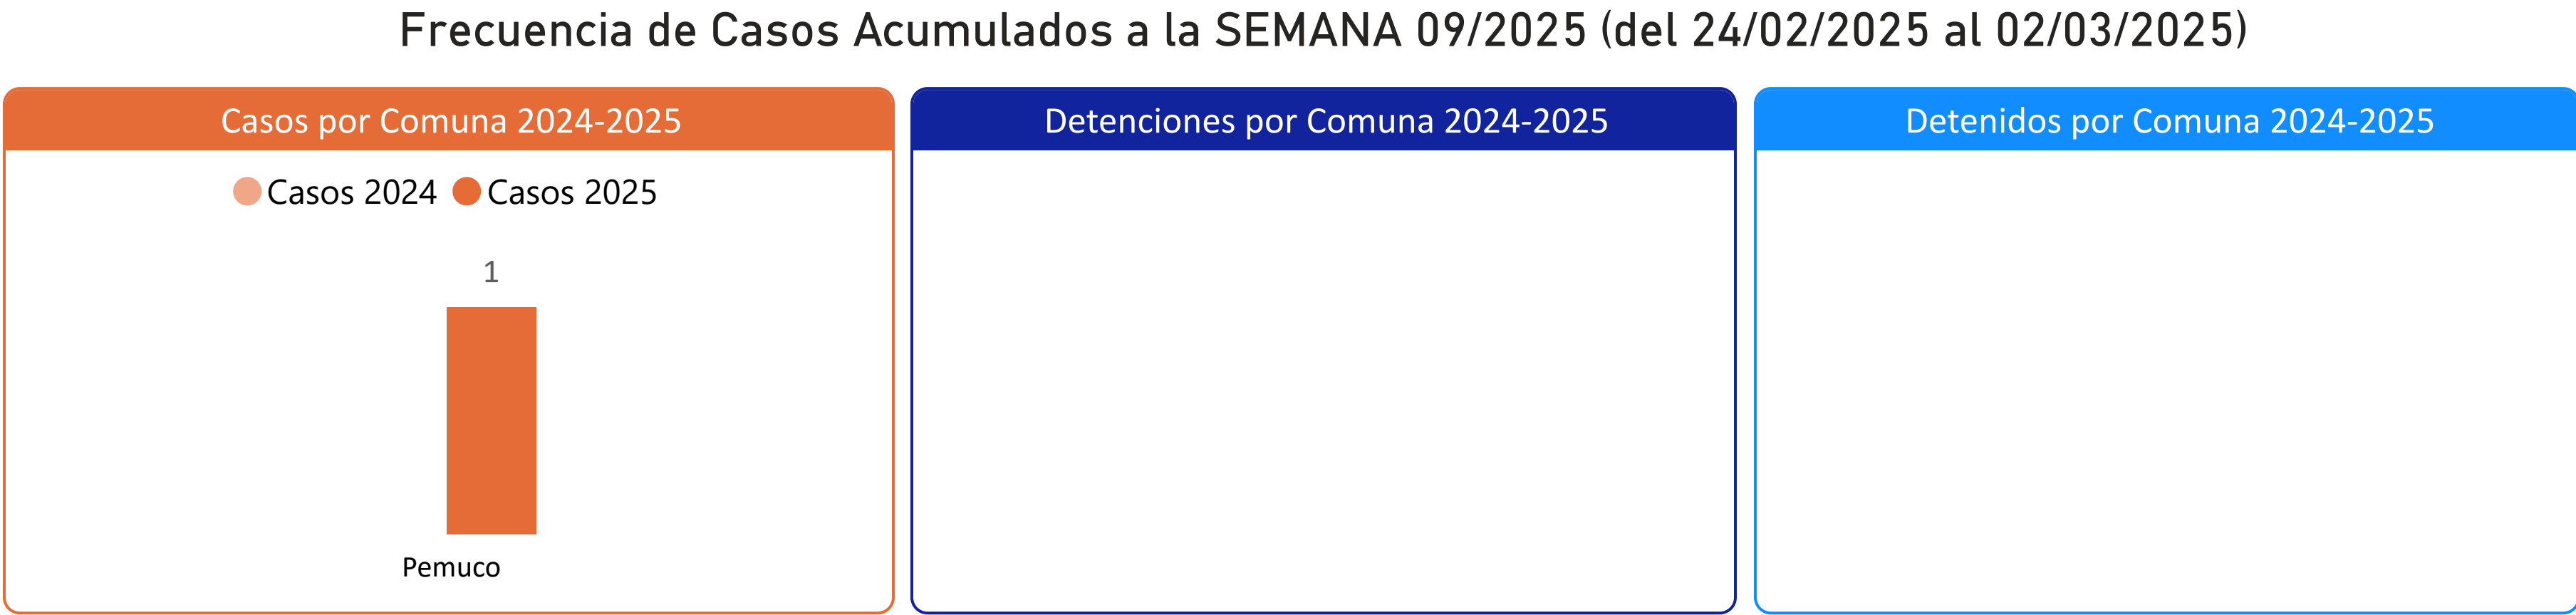 Frecuencia de Casos Acumulados a la SEMANA 09/2025 (del 24/02/2025 al 02/03/2025)
Casos por Comuna 2024-2025
Casos 2024 Casos 2025
1
Pemuco
Detenciones por Comuna 2024-2025
Detenidos por Comuna 2024-2025